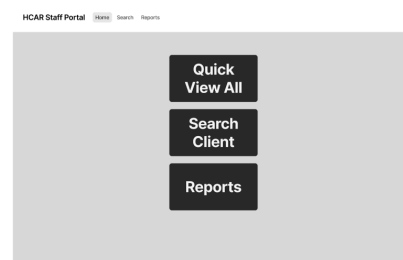 HCAR Staff Portal Home Search Reports
Quick
View All
Search
Client
Reports